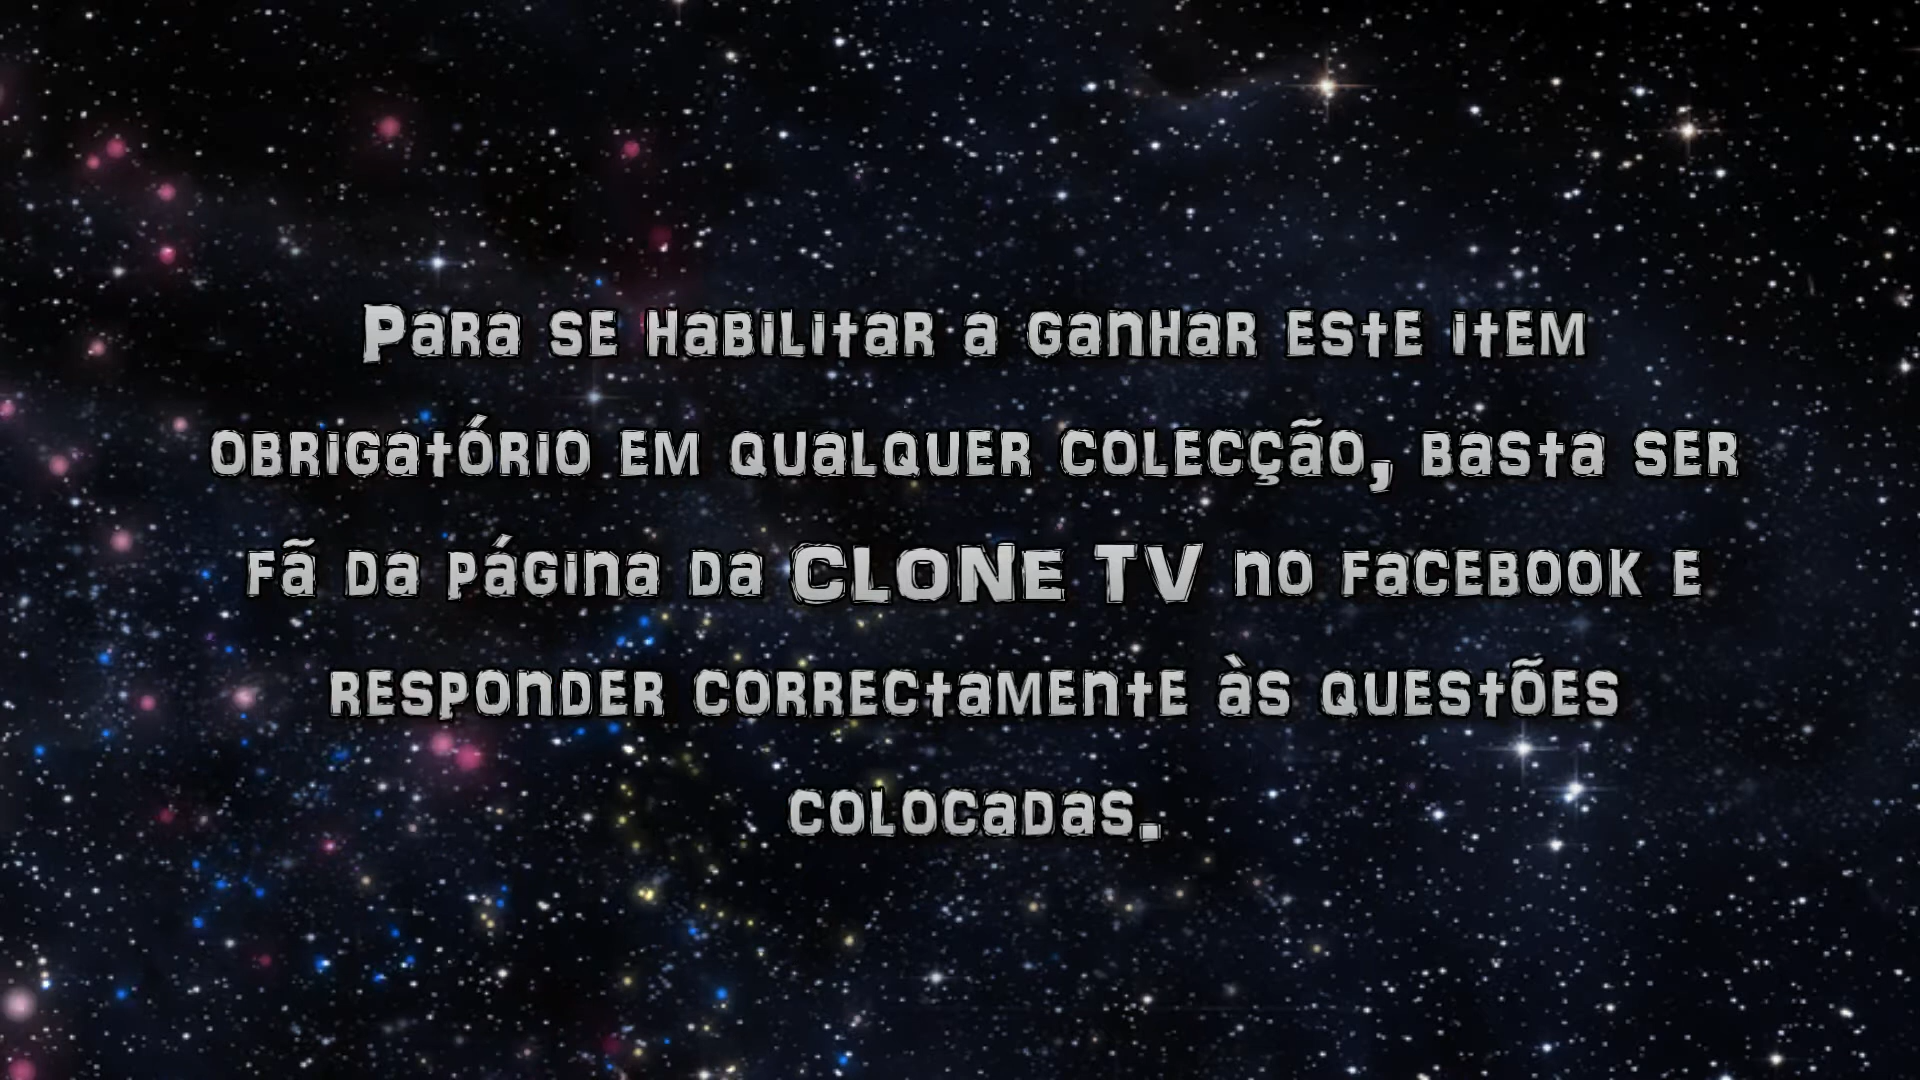 Para se habilitar a ganhar este item
obrigatório em qualquer colecção, basta ser
fã da página da CLONE TV no facebook e
responder correctamente às questões
colocadas.